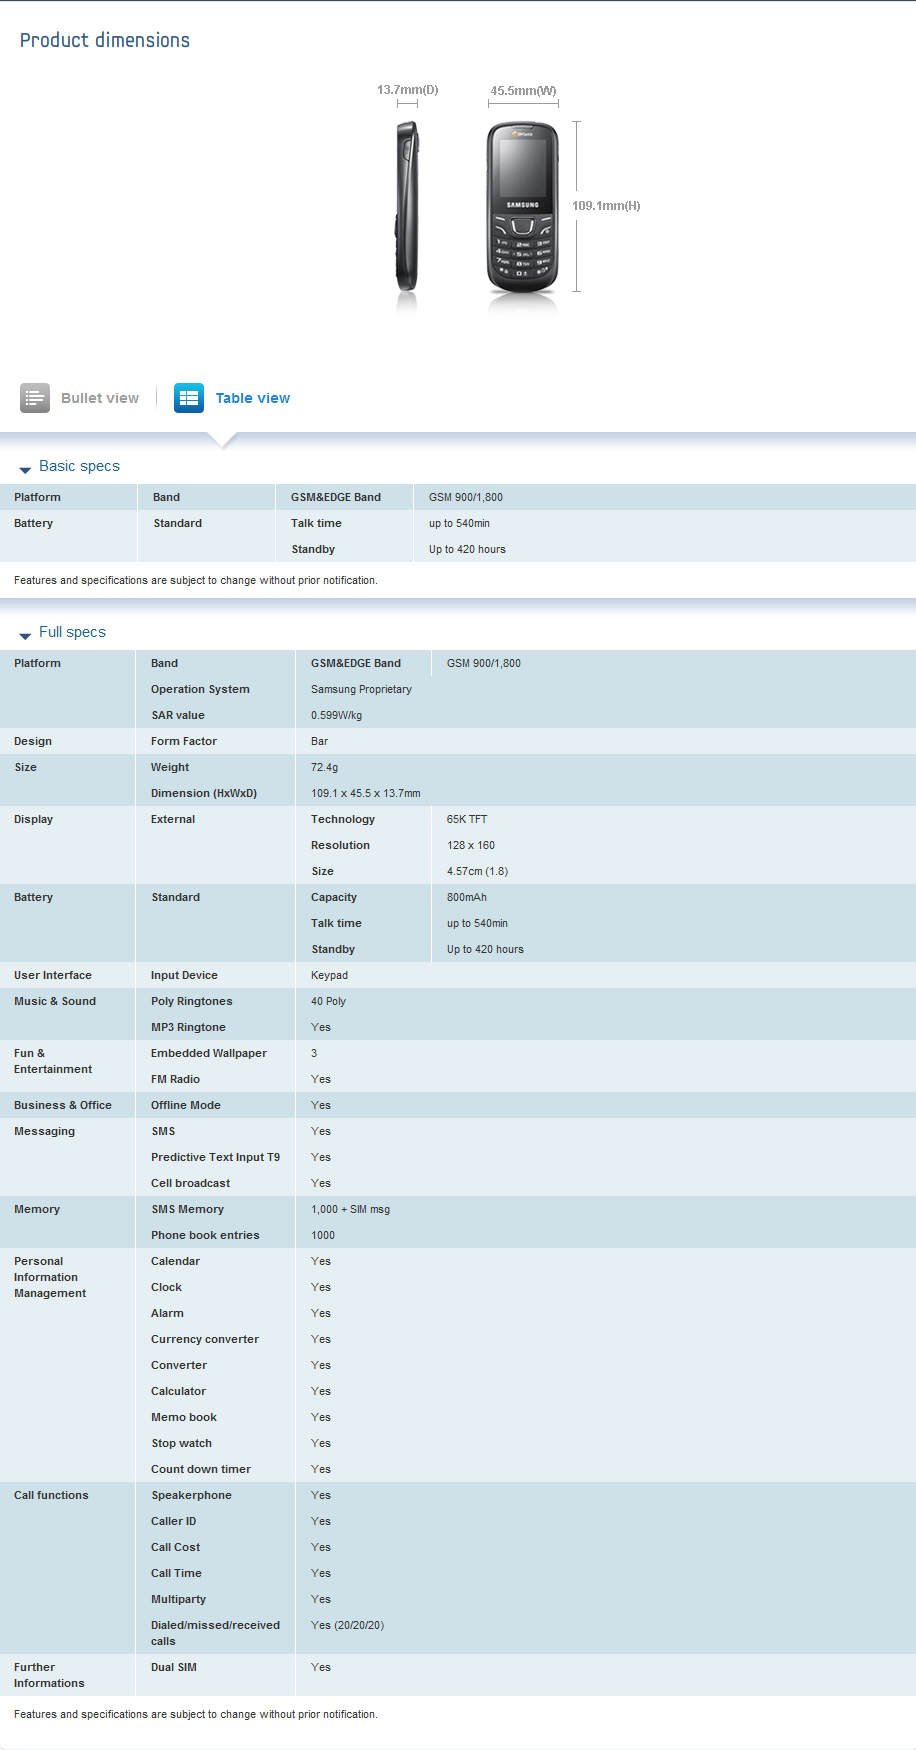 Product dimensions
13.7mm(D)
45.5mm(W)
SAMSUNG
109.1mm(H)
Bullet view
Table view
Basic specs
Platform Band GSM&EDGE Band GSM 900/1,800
Battery Standard Talk time up to 540min
Standby Up to 420 hours
Features and specifications are subject to change without prior notification.
Full specs
Platform Band GSM&EDGE Band GSM 900/1,800
Operation System Samsung Proprietary
SAR value 0.599W/kg
Design Form Factor Bar
Size Weight 72.4g
Dimension (HxWxD) 109.1 x 45.5 x 13.7mm
Display External Technology 65K TFT
Resolution 128 x 160
Size 4.57cm (1.8)
Battery Standard Capacity 800mAh
Talk time up to 540min
Standby Up to 420 hours
User Interface Input Device Keypad
Music & Sound Poly Ringtones 40 Poly
MP3 Ringtone Yes
Fun &
Entertainment
Embedded Wallpaper 3
FM Radio Yes
Business & Office Offline Mode Yes
Messaging SMS Yes
Predictive Text Input T9 Yes
Cell broadcast Yes
Memory SMS Memory 1,000 + SIM msg
Phone book entries 1000
Personal
Information
Management
Calendar Yes
Clock Yes
Alarm Yes
Currency converter Yes
Converter Yes
Calculator Yes
Memo book Yes
Stop watch Yes
Count down timer Yes
Call functions Speakerphone Yes
Caller ID Yes
Call Cost Yes
Call Time Yes
Multiparty Yes
Dialed/missed/received
calls
Yes (20/20/20)
Further
Informations
Dual SIM Yes
Features and specifications are subject to change without prior notification.